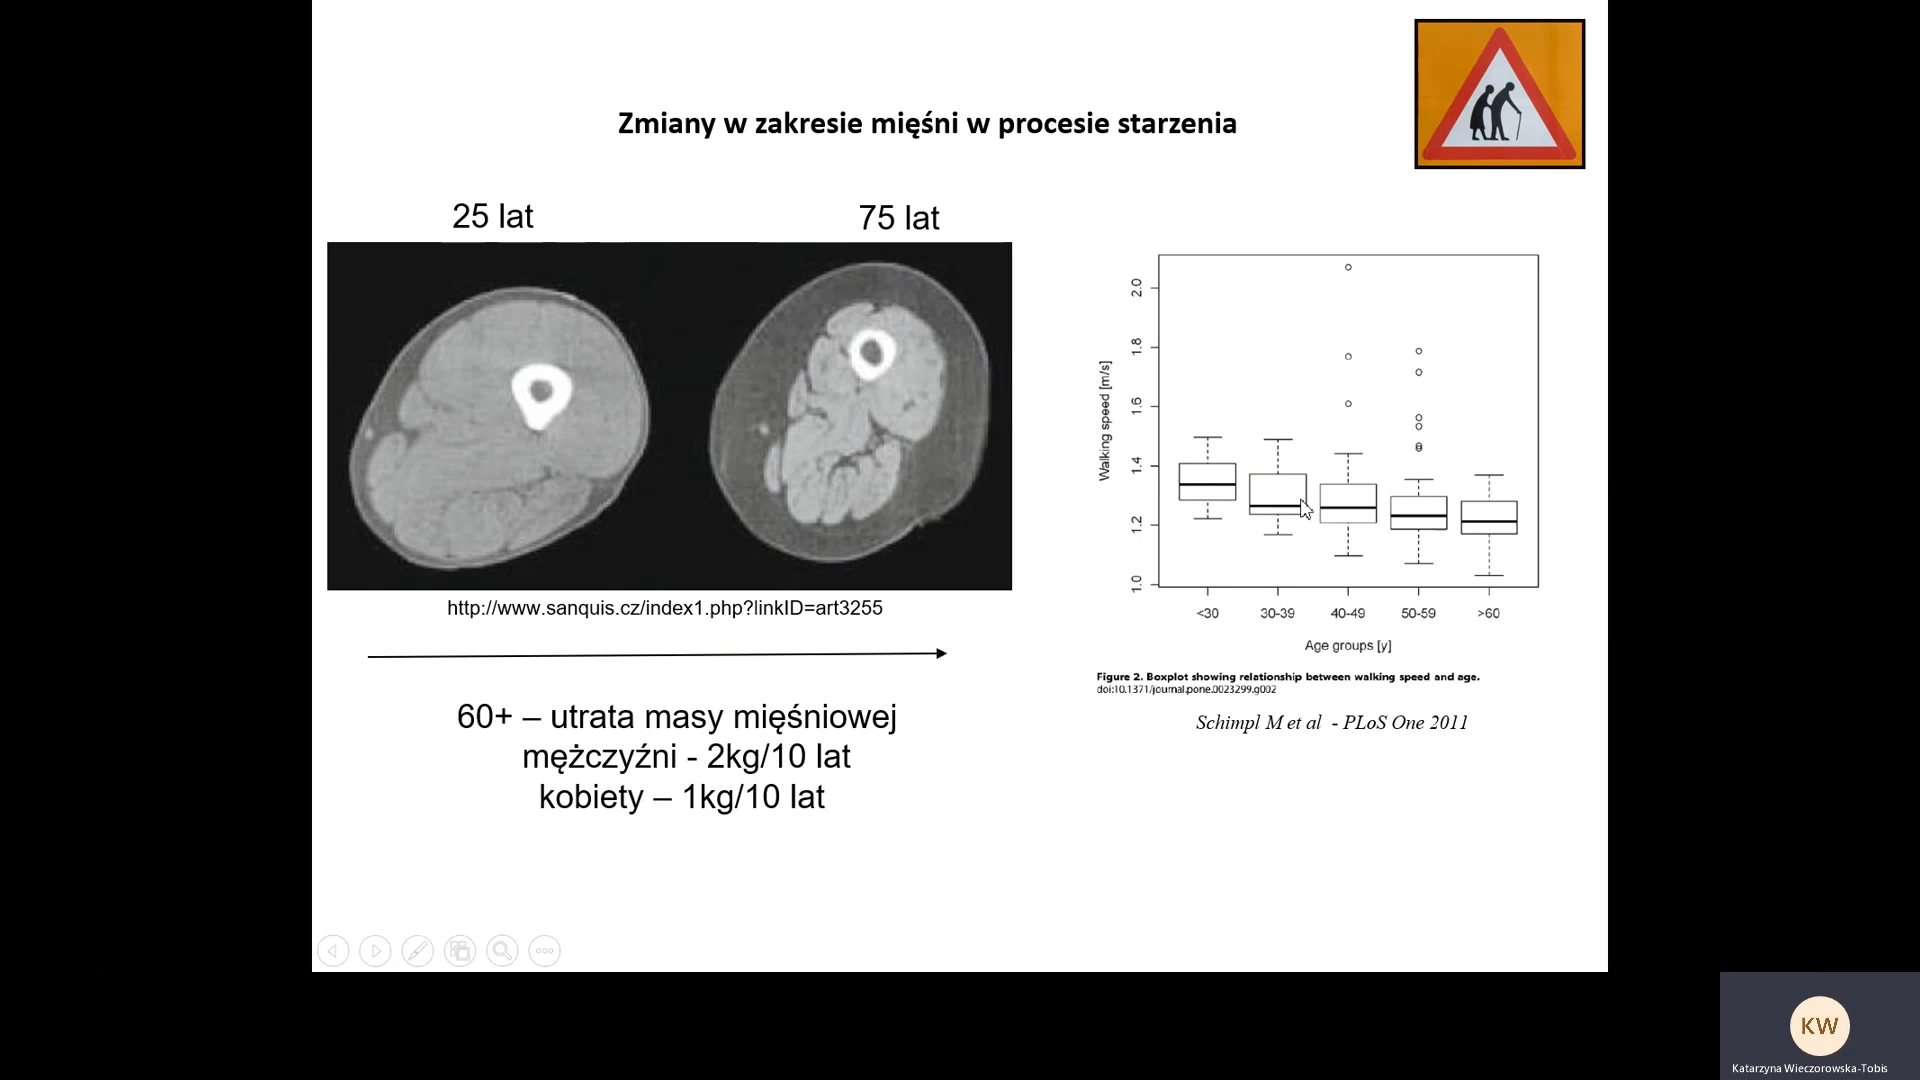 Zmiany w zakresie mięśni w procesie starzenia
25 lat
75 lat
http://www.sanquis.cz/index1.php?linkID=art3255
60+ – utrata masy mięśniowej
mężczyźni - 2kg/10 lat
kobiety – 1kg/10 lat
Walking speed [m/s]
2.0
1.8
1.6
1.4
1.2
1.0
<30
30-39
40-49
50-59
>60
Age groups [y]
Figure 2. Boxplot showing relationship between walking speed and age.
doi:10.1371/journal.pone.0023299.g002
Schimpl M et al - PLoS One 2011
KW
Katarzyna Wieczorowska-Tobis